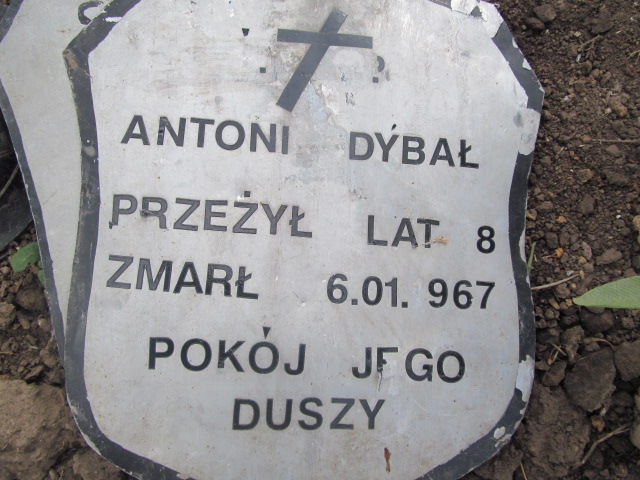 Ś P
ANTONI DYBAŁ
PRZEŻYŁ LAT 8
ZMARŁ 6.01. 967
POKÓJ JEGO
DUSZY